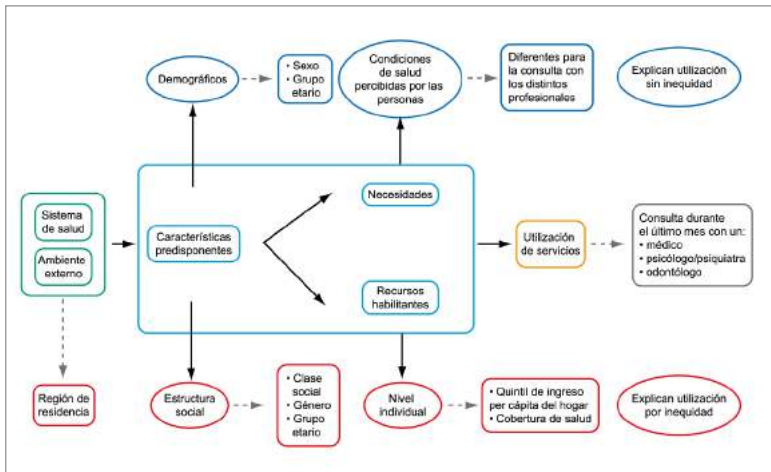 Demográficos
• Sexo
• Grupo
etario
Condiciones
de salud
percibidas por las
personas
Diferentes para
la consulta con
los distintos
profesionales
Explican utilización
sin inequidad
Sistema
de salud
Ambiente
externo
Características
predisponentes
Necesidades
Recursos
habilitantes
Utilización
de servicios
Consulta durante
el último mes con un:
• médico
• psicólogo/psiquiatra
• odontólogo
Región de
residencia
Estructura
social
• Clase
social
• Género
• Grupo
etario
Nivel
individual
• Quintil de ingreso
per cápita del hogar
• Cobertura de salud
Explican utilización
por inequidad